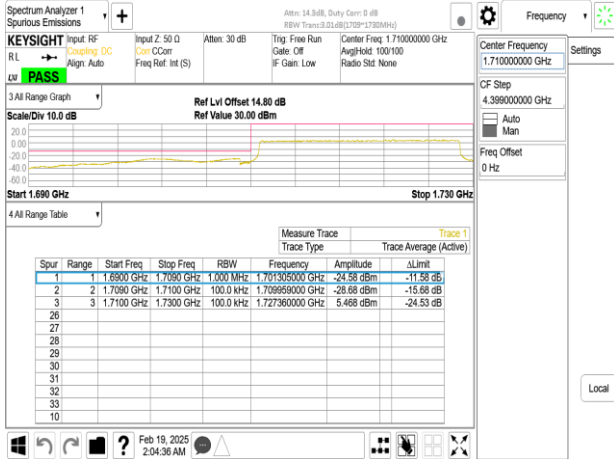 Spectrum Analyzer 1
Spurious Emissions
Attn: 14.8dB, Duty Corr: 0 dB
RBW Trans:3.01dB(1709~1730MHz)
Frequency
KEYSIGHT
RL
LXI PASS
Input: RF
Coupling: DC
Align: Auto
Input Z: 50 Ω
Corr CCorr
Freq Ref: Int (S)
Atten: 30 dB
Trig: Free Run
Gate: Off
IF Gain: Low
Center Freq: 1.710000000 GHz
Avg|Hold: 100/100
Radio Std: None
Center Frequency
1.710000000 GHz
Settings
CF Step
4.399000000 GHz
Auto
Man
Freq Offset
0 Hz
3 All Range Graph
Scale/Div 10.0 dB
Ref Lvl Offset 14.80 dB
Ref Value 30.00 dBm
20.0
0.00
-20.0
-40.0
-60.0
Start 1.690 GHz
Stop 1.730 GHz
4 All Range Table
Measure Trace Trace 1
Trace Type Trace Average (Active)
Spur Range Start Freq Stop Freq RBW Frequency Amplitude ΔLimit
1 1 1.6900 GHz 1.7090 GHz 1.000 MHz 1.701305000 GHz -24.58 dBm -11.58 dB
2 2 1.7090 GHz 1.7100 GHz 100.0 kHz 1.709959000 GHz -28.68 dBm -15.68 dB
3 3 1.7100 GHz 1.7300 GHz 100.0 kHz 1.727360000 GHz 5.468 dBm -24.53 dB
26
27
28
29
30
31
32
33
10
Local
?
Feb 19, 2025
2:04:36 AM